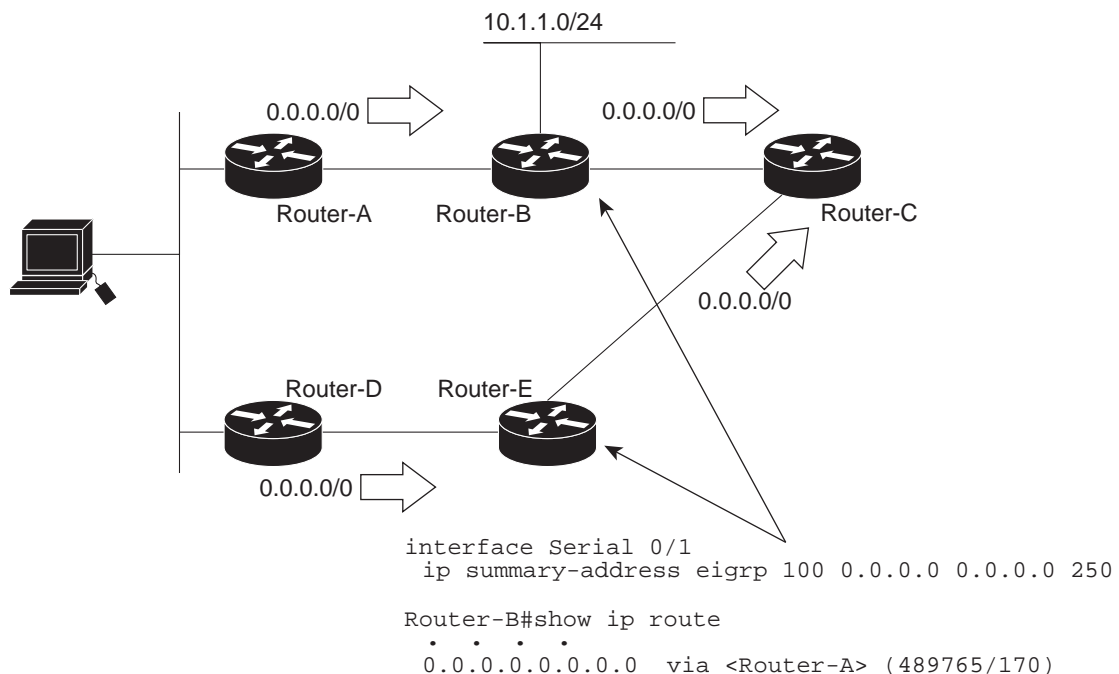 10.1.1.0/24
0.0.0.0/0
0.0.0.0/0
Router-A
Router-B
Router-C
0.0.0.0/0
Router-D
Router-E
0.0.0.0/0
interface Serial 0/1
ip summary-address eigrp 100 0.0.0.0 0.0.0.0 250
Router-B#show ip route
. . . .
0.0.0.0.0.0.0.0 via <Router-A> (489765/170)